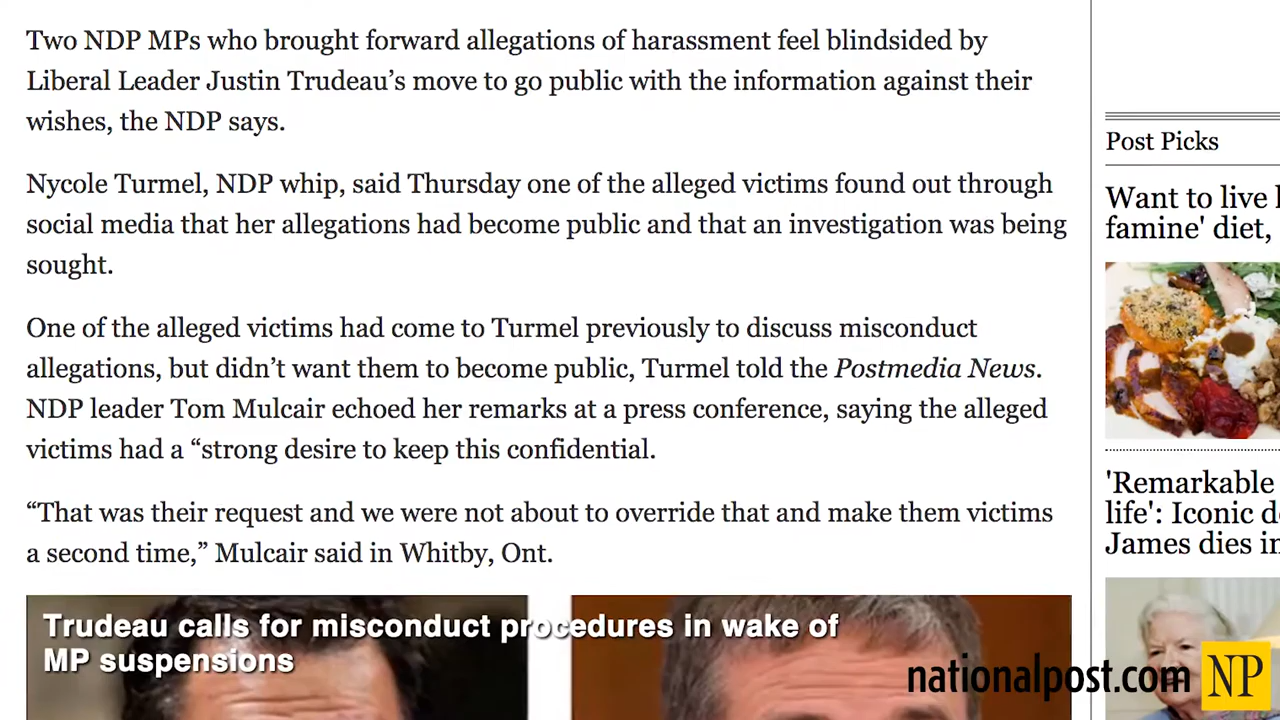 Two NDP MPs who brought forward allegations of harassment feel blindsided by
Liberal Leader Justin Trudeau’s move to go public with the information against their
wishes, the NDP says.
Nycole Turmel, NDP whip, said Thursday one of the alleged victims found out through
social media that her allegations had become public and that an investigation was being
sought.
One of the alleged victims had come to Turmel previously to discuss misconduct
allegations, but didn’t want them to become public, Turmel told the Postmedia News.
NDP leader Tom Mulcair echoed her remarks at a press conference, saying the alleged
victims had a “strong desire to keep this confidential.
“That was their request and we were not about to override that and make them victims
a second time,” Mulcair said in Whitby, Ont.
Trudeau calls for misconduct procedures in wake of
MP suspensions
Post Picks
Want to live
famine' diet,
'Remarkable
life': Iconic
James dies
nationalpost.com NP